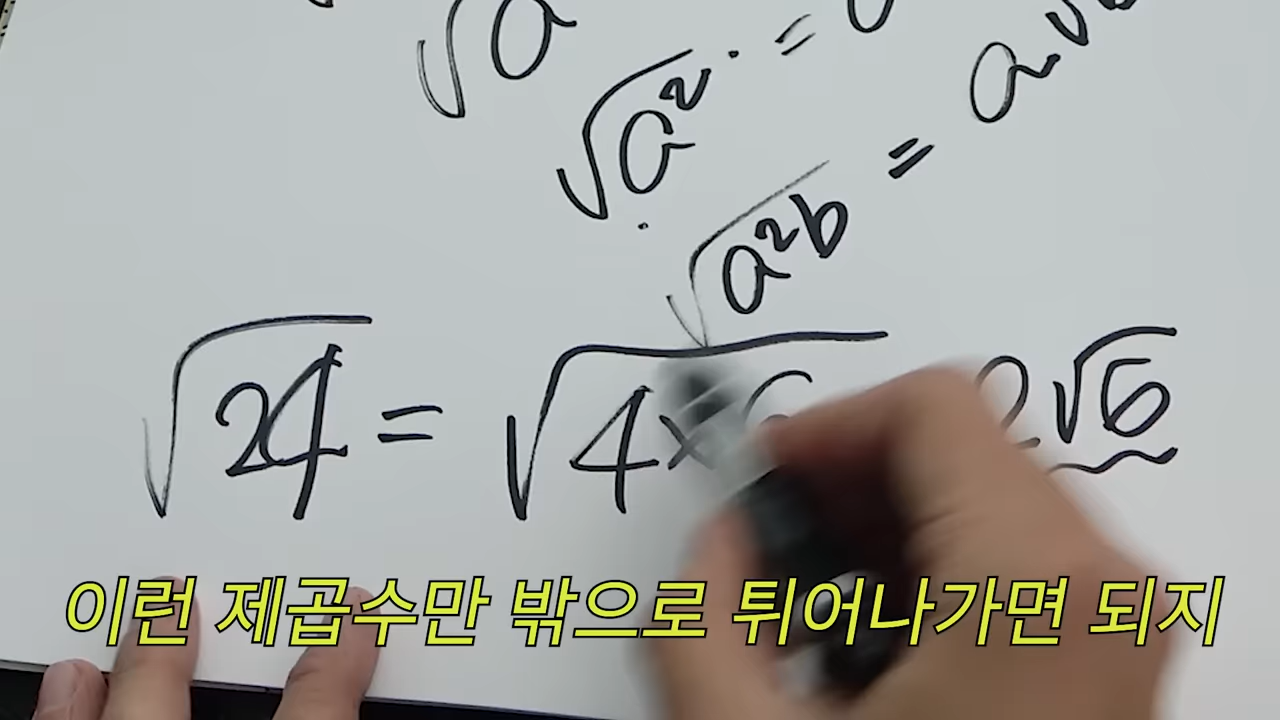 √a
√a² =
√a²b = a√b
√24 = √4×6 2√6
이런 제곱수만 밖으로 튀어나가면 되지